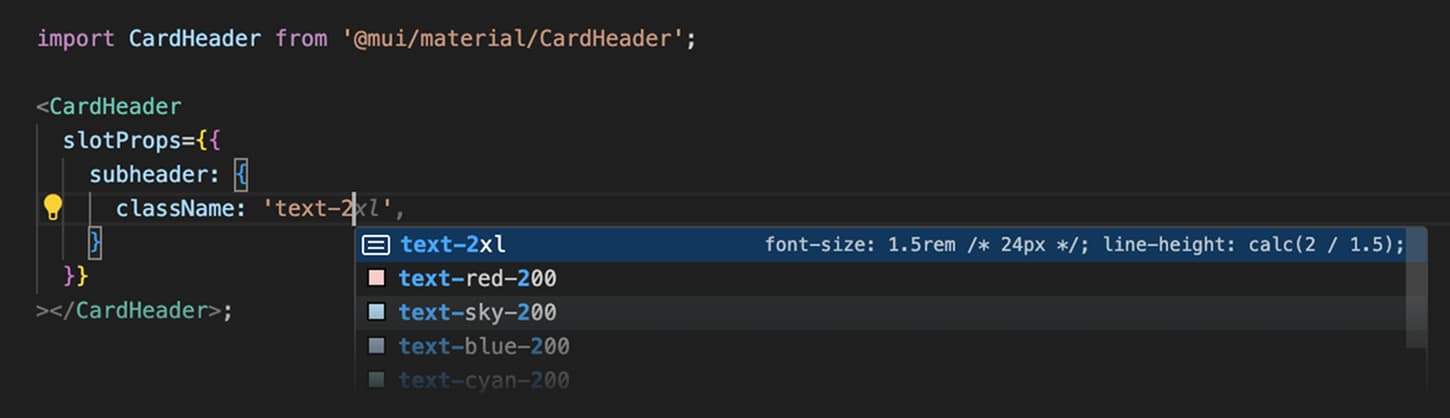 import CardHeader from '@mui/material/CardHeader';
<CardHeader
slotProps={{
subheader: {
className: 'text-2xl',
text-2xl font-size: 1.5rem /* 24px */; line-height: calc(2 / 1.5);
}
text-red-200
}}
text-sky-200
></CardHeader>;
text-blue-200
text-cyan-200